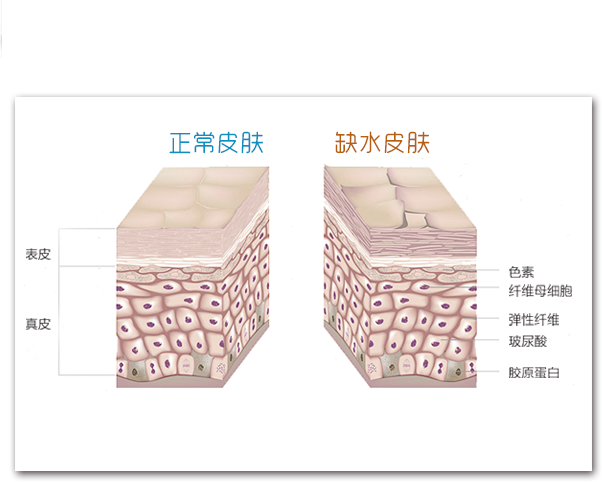 正常皮肤
缺水皮肤
表皮
真皮
色素
纤维母细胞
弹性纤维
玻尿酸
胶原蛋白